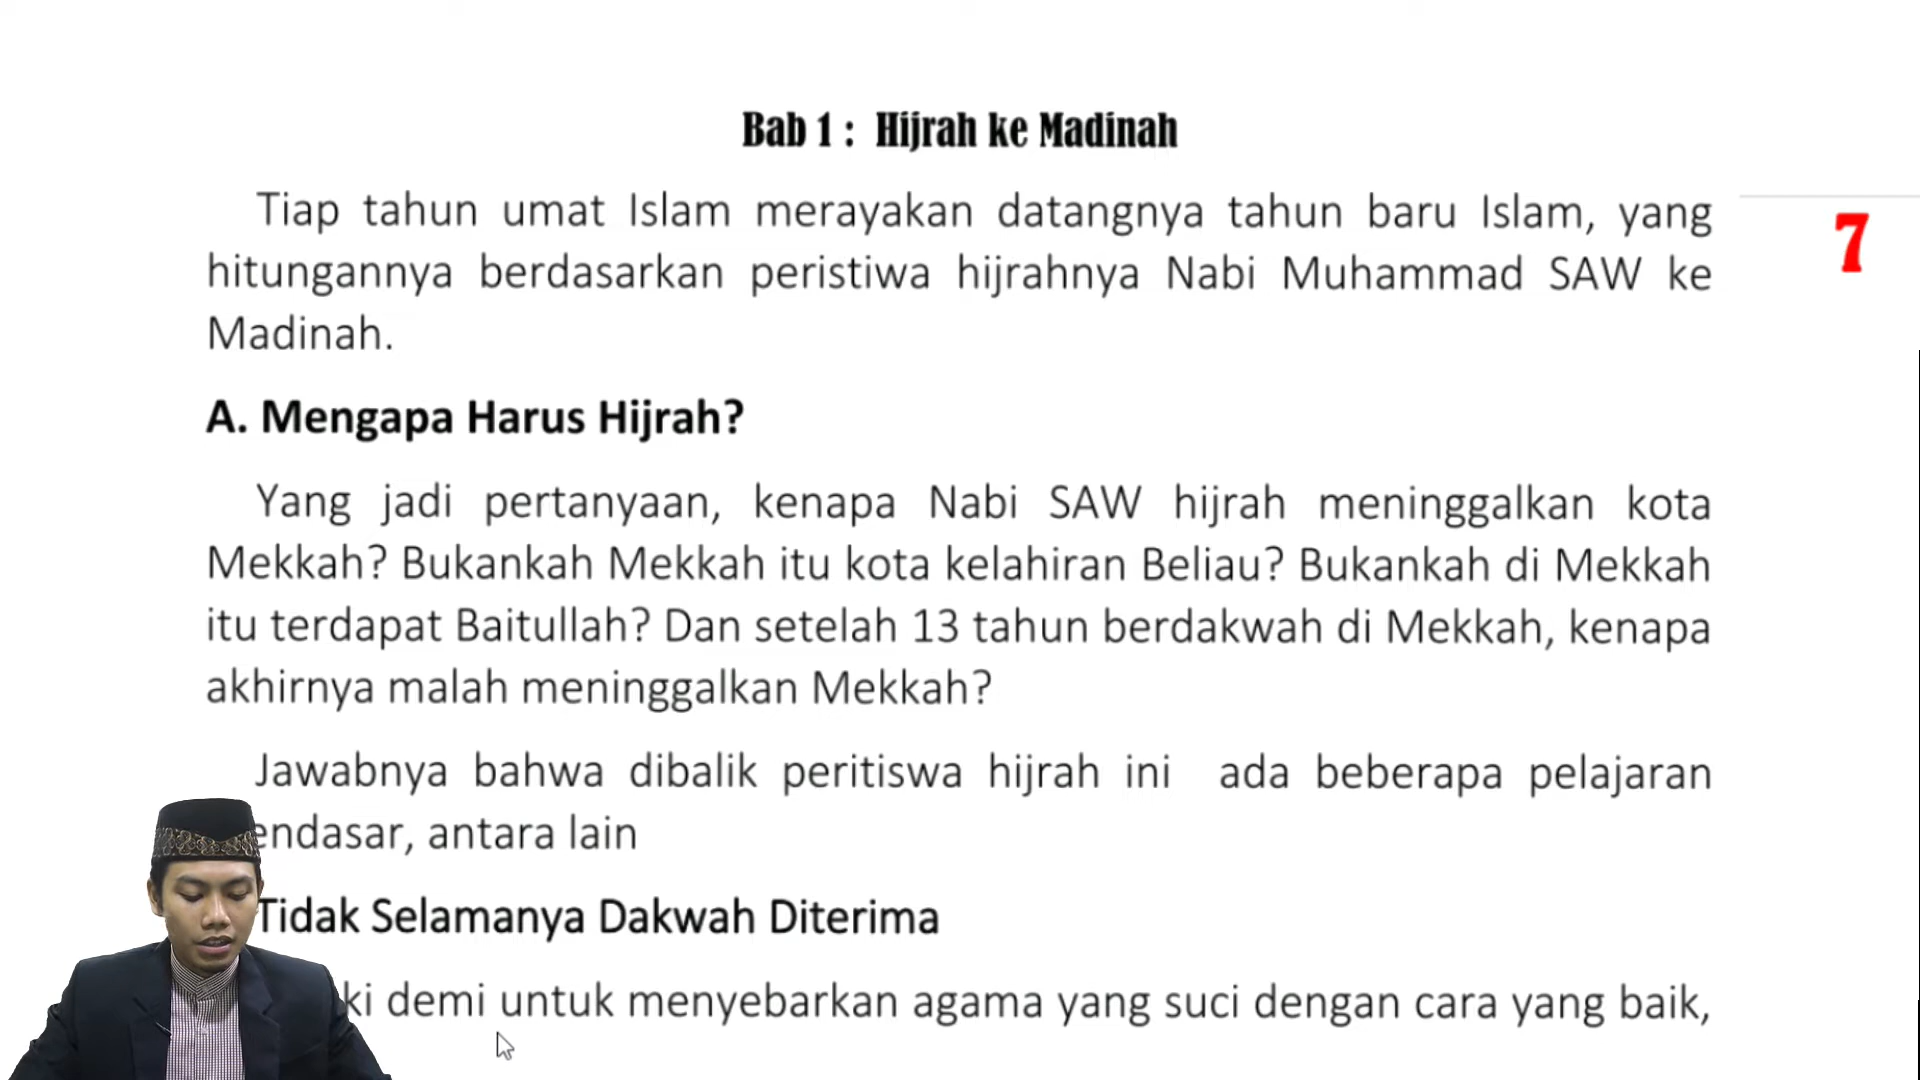 Bab 1 : Hijrah ke Madinah
Tiap tahun umat Islam merayakan datangnya tahun baru Islam, yang
7
hitungannya berdasarkan peristiwa hijrahnya Nabi Muhammad SAW ke
Madinah.
A. Mengapa Harus Hijrah?
Yang jadi pertanyaan, kenapa Nabi SAW hijrah meninggalkan kota
Mekkah? Bukankah Mekkah itu kota kelahiran Beliau? Bukankah di Mekkah
itu terdapat Baitullah? Dan setelah 13 tahun berdakwah di Mekkah, kenapa
akhirnya malah meninggalkan Mekkah?
Jawabnya bahwa dibalik peritiswa hijrah ini ada beberapa pelajaran
endasar, antara lain
Tidak Selamanya Dakwah Diterima
ki demi untuk menyebarkan agama yang suci dengan cara yang baik,